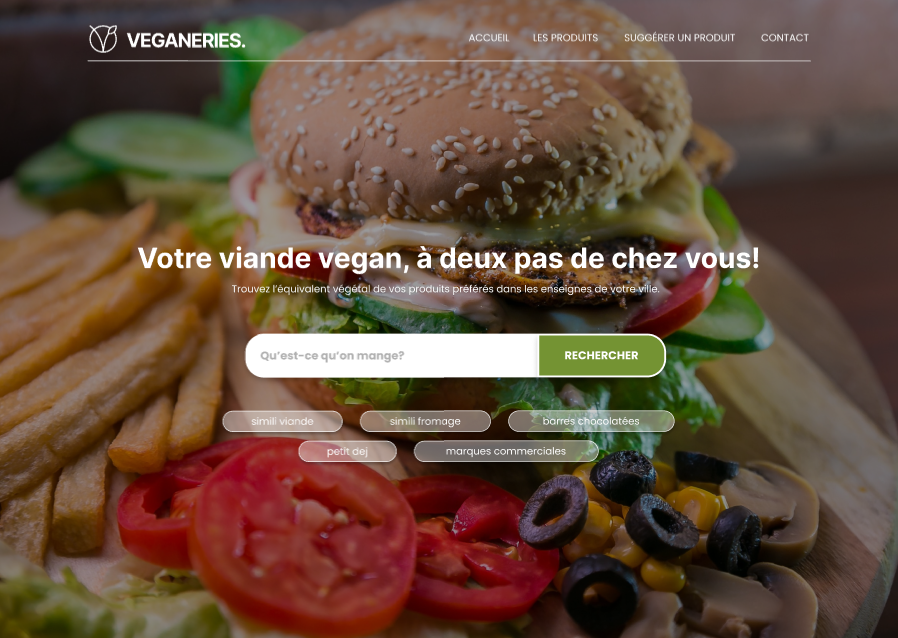 VEGANERIES.
ACCUEIL LES PRODUITS SUGGÉRER UN PRODUIT CONTACT
Votre viande vegan, à deux pas de chez vous!
Trouvez l'équivalent végétal de vos produits préférés dans les enseignes de votre ville.
Qu'est-ce qu'on mange? RECHERCHER
simili viande simili fromage barres chocolatées
petit dej marques commerciales